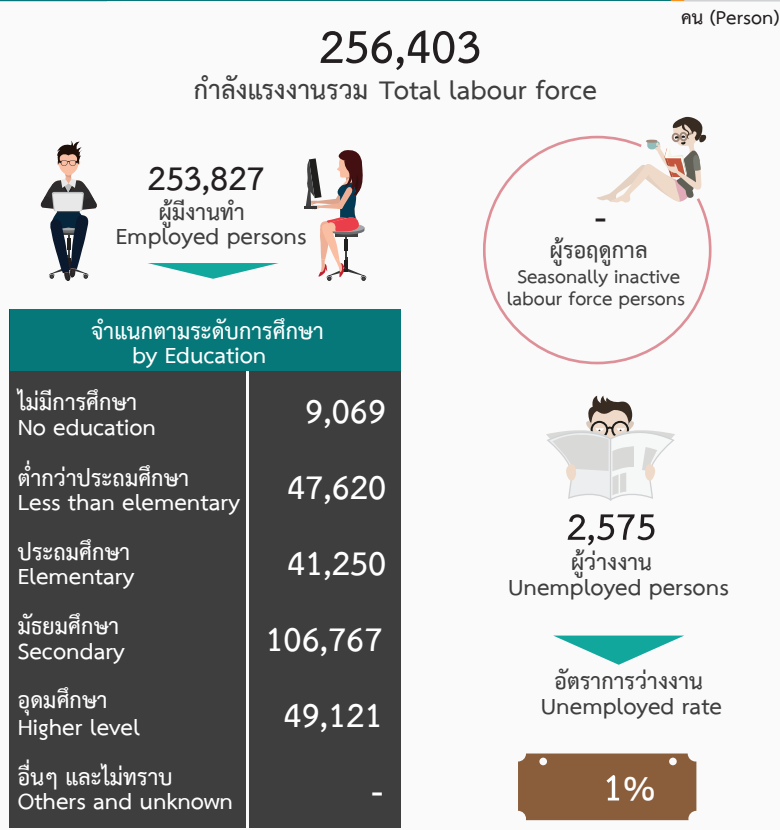 คน (Person)
256,403
กำลังแรงงานรวม Total labour force
253,827
ผู้มีงานทำ
Employed persons
-
ผู้รอฤดูกาล
Seasonally inactive
labour force persons
จำแนกตามระดับการศึกษา
by Education
ไม่มีการศึกษา
No education
9,069
ต่ำกว่าประถมศึกษา
Less than elementary
47,620
ประถมศึกษา
Elementary
41,250
มัธยมศึกษา
Secondary
106,767
อุดมศึกษา
Higher level
49,121
อื่นๆ และไม่ทราบ
Others and unknown
-
2,575
ผู้ว่างงาน
Unemployed persons
อัตราการว่างงาน
Unemployed rate
1%